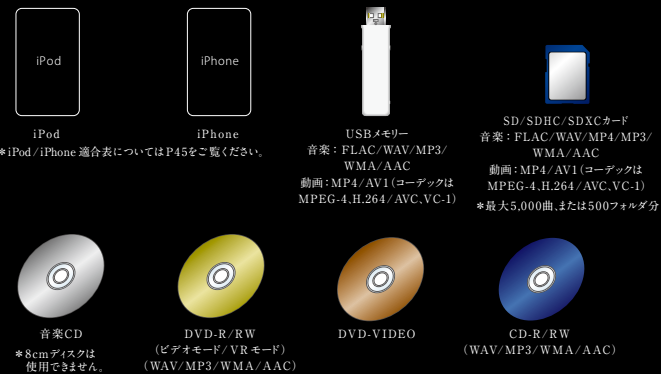 iPod
iPhone
iPod
iPhone
＊iPod/iPhone 適合表についてはP45をご覧ください。
USBメモリー
音楽：FLAC/WAV/MP3/
WMA/AAC
動画：MP4/AV1（コーデックは
MPEG-4、H.264/AVC、VC-1）
SD/SDHC/SDXCカード
音楽：FLAC/WAV/MP4/MP3/
WMA/AAC
動画：MP4/AV1（コーデックは
MPEG-4、H.264/AVC、VC-1）
＊最大5,000曲、または500フォルダ分
音楽CD
＊8cmディスクは
使用できません。
DVD-R/RW
（ビデオモード/VRモード）
（WAV/MP3/WMA/AAC）
DVD-VIDEO
CD-R/RW
（WAV/MP3/WMA/AAC）